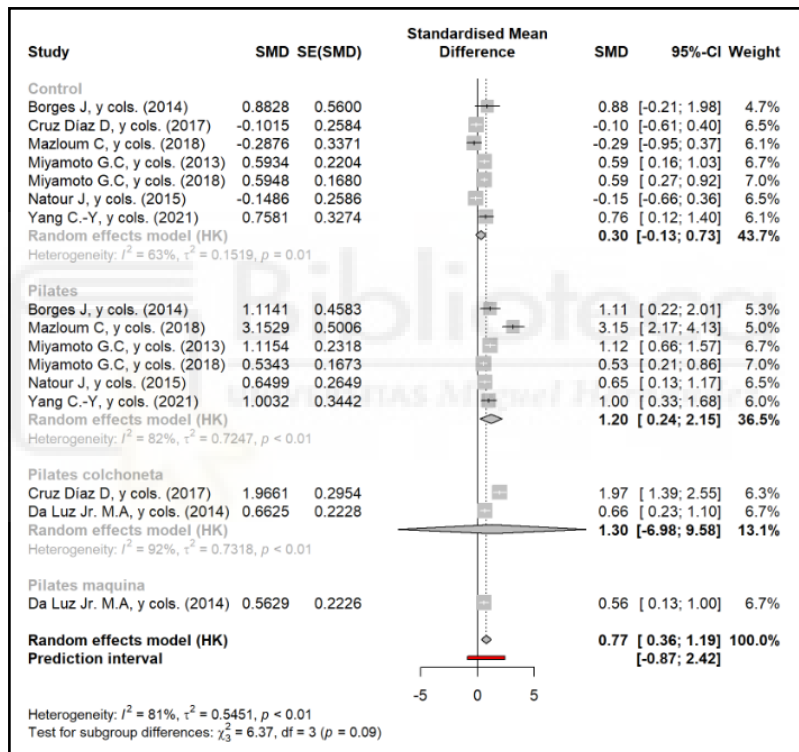 Study SMD SE(SMD) Standardised Mean Difference SMD 95%-CI Weight
Control
Borges J, y cols. (2014) 0.8828 0.5600 0.88 [-0.21; 1.98] 4.7%
Cruz Díaz D, y cols. (2017) -0.1015 0.2584 -0.10 [-0.61; 0.40] 6.5%
Mazloum C, y cols. (2018) -0.2876 0.3371 -0.29 [-0.95; 0.37] 6.1%
Miyamoto G.C, y cols. (2013) 0.5934 0.2204 0.59 [0.16; 1.03] 6.7%
Miyamoto G.C, y cols. (2018) 0.5948 0.1680 0.59 [0.27; 0.92] 7.0%
Natour J, y cols. (2015) -0.1486 0.2586 -0.15 [-0.66; 0.36] 6.5%
Yang C.-Y, y cols. (2021) 0.7581 0.3274 0.76 [0.12; 1.40] 6.1%
Random effects model (HK) 0.30 [-0.13; 0.73] 43.7%
Heterogeneity: I² = 63%, τ² = 0.1519, p = 0.01
Pilates
Borges J, y cols. (2014) 1.1141 0.4583 1.11 [0.22; 2.01] 5.3%
Mazloum C, y cols. (2018) 3.1529 0.5006 3.15 [2.17; 4.13] 5.0%
Miyamoto G.C, y cols. (2013) 1.1154 0.2318 1.12 [0.66; 1.57] 6.7%
Miyamoto G.C, y cols. (2018) 0.5343 0.1673 0.53 [0.21; 0.86] 7.0%
Natour J, y cols. (2015) 0.6499 0.2649 0.65 [0.13; 1.17] 6.5%
Yang C.-Y, y cols. (2021) 1.0032 0.3442 1.00 [0.33; 1.68] 6.0%
Random effects model (HK) 1.20 [0.24; 2.15] 36.5%
Heterogeneity: I² = 82%, τ² = 0.7247, p < 0.01
Pilates colchoneta
Cruz Díaz D, y cols. (2017) 1.9661 0.2954 1.97 [1.39; 2.55] 6.3%
Da Luz Jr. M.A, y cols. (2014) 0.6625 0.2228 0.66 [0.23; 1.10] 6.7%
Random effects model (HK) 1.30 [-6.98; 9.58] 13.1%
Heterogeneity: I² = 92%, τ² = 0.7318, p < 0.01
Pilates maquina
Da Luz Jr. M.A, y cols. (2014) 0.5629 0.2226 0.56 [0.13; 1.00] 6.7%
Random effects model (HK) 0.77 [0.36; 1.19] 100.0%
Prediction interval [-0.87; 2.42]
-5 0 5
Heterogeneity: I² = 81%, τ² = 0.5451, p < 0.01
Test for subgroup differences: χ²₃ = 6.37, df = 3 (p = 0.09)
Biblioteca
Miguel